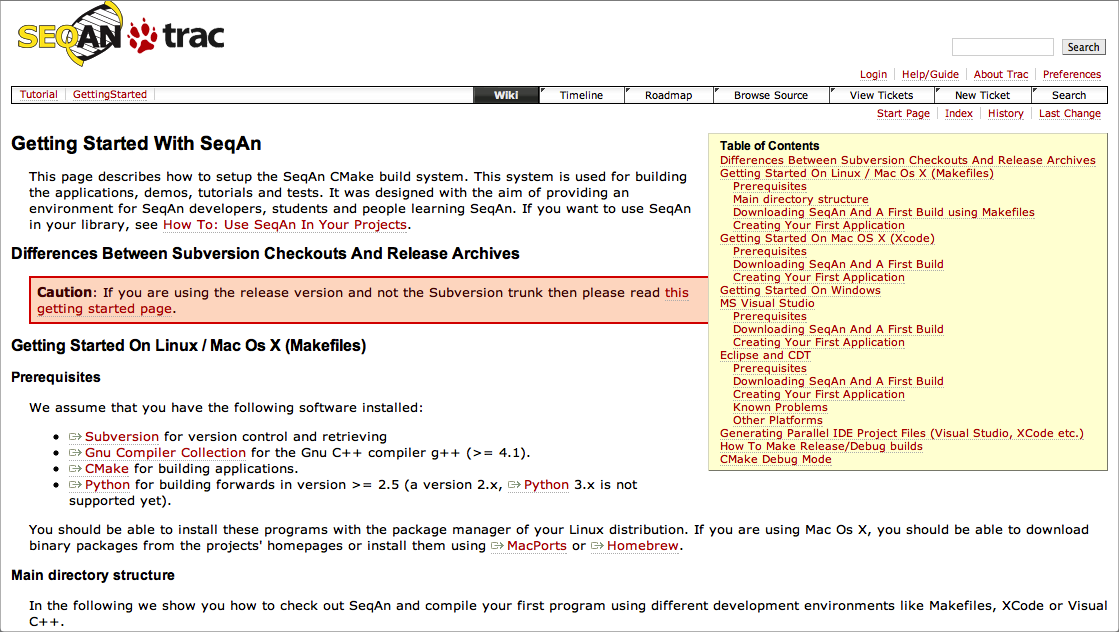 SEQAN trac
Search
Login Help/Guide About Trac Preferences
Tutorial GettingStarted Wiki Timeline Roadmap Browse Source View Tickets New Ticket Search
Start Page Index History Last Change
Getting Started With SeqAn
This page describes how to setup the SeqAn CMake build system. This system is used for building
the applications, demos, tutorials and tests. It was designed with the aim of providing an
environment for SeqAn developers, students and people learning SeqAn. If you want to use SeqAn
in your library, see How To: Use SeqAn In Your Projects.
Differences Between Subversion Checkouts And Release Archives
Caution: If you are using the release version and not the Subversion trunk then please read this
getting started page.
Getting Started On Linux / Mac Os X (Makefiles)
Prerequisites
We assume that you have the following software installed:
• Subversion for version control and retrieving
• Gnu Compiler Collection for the Gnu C++ compiler g++ (>= 4.1).
• CMake for building applications.
• Python for building forwards in version >= 2.5 (a version 2.x, Python 3.x is not
supported yet).
Table of Contents
Differences Between Subversion Checkouts And Release Archives
Getting Started On Linux / Mac Os X (Makefiles)
Prerequisites
Main directory structure
Downloading SeqAn And A First Build using Makefiles
Creating Your First Application
Getting Started On Mac OS X (Xcode)
Prerequisites
Downloading SeqAn And A First Build
Creating Your First Application
Getting Started On Windows
MS Visual Studio
Prerequisites
Downloading SeqAn And A First Build
Creating Your First Application
Eclipse and CDT
Prerequisites
Downloading SeqAn And A First Build
Creating Your First Application
Known Problems
Other Platforms
Generating Parallel IDE Project Files (Visual Studio, XCode etc.)
How To Make Release/Debug builds
CMake Debug Mode
You should be able to install these programs with the package manager of your Linux distribution. If you are using Mac Os X, you should be able to download
binary packages from the projects' homepages or install them using MacPorts or Homebrew.
Main directory structure
In the following we show you how to check out SeqAn and compile your first program using different development environments like Makefiles, XCode or Visual
C++.